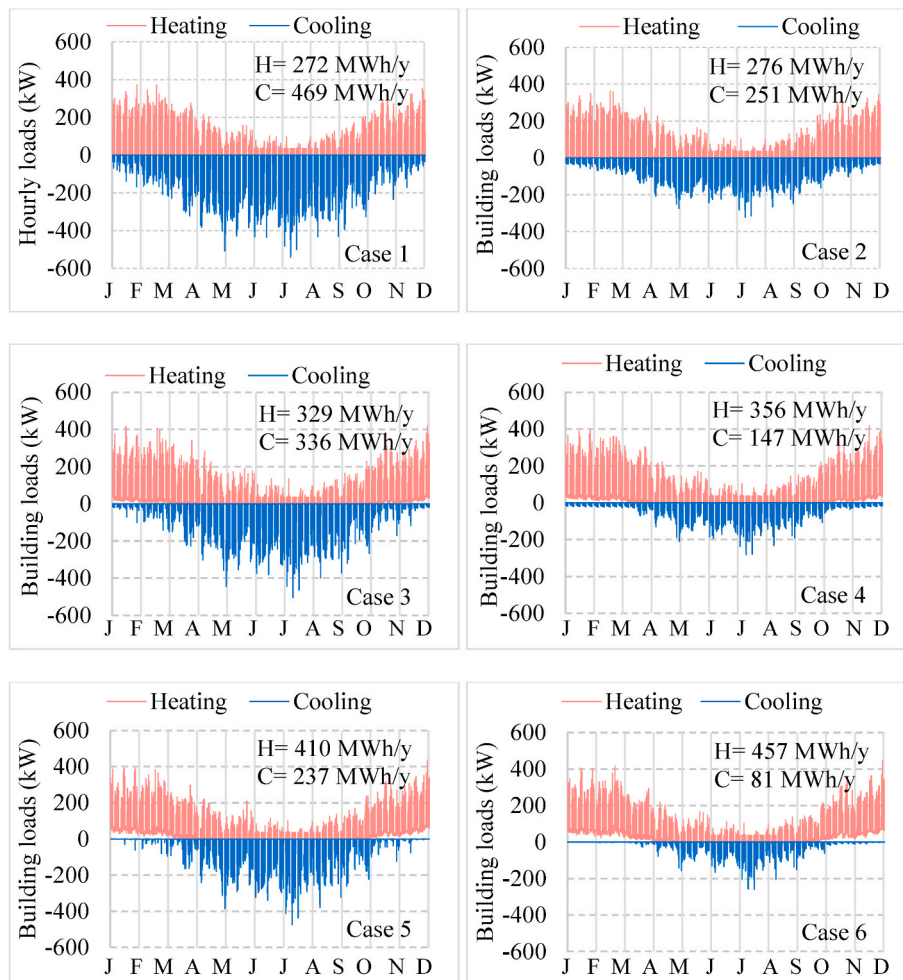 Heating Cooling
600
400
200
0
-200
-400
-600
Hourly loads (kW)
H= 272 MWh/y
C= 469 MWh/y
Case 1
J F M A M J J A S O N D
Heating Cooling
600
400
200
0
-200
-400
-600
Building loads (kW)
H= 276 MWh/y
C= 251 MWh/y
Case 2
J F M A M J J A S O N D
Heating Cooling
600
400
200
0
-200
-400
-600
Building loads (kW)
H= 329 MWh/y
C= 336 MWh/y
Case 3
J F M A M J J A S O N D
Heating Cooling
600
400
200
0
-200
-400
-600
Building loads (kW)
H= 356 MWh/y
C= 147 MWh/y
Case 4
J F M A M J J A S O N D
Heating Cooling
600
400
200
0
-200
-400
-600
Building loads (kW)
H= 410 MWh/y
C= 237 MWh/y
Case 5
J F M A M J J A S O N D
Heating Cooling
600
400
200
0
-200
-400
-600
Building loads (kW)
H= 457 MWh/y
C= 81 MWh/y
Case 6
J F M A M J J A S O N D